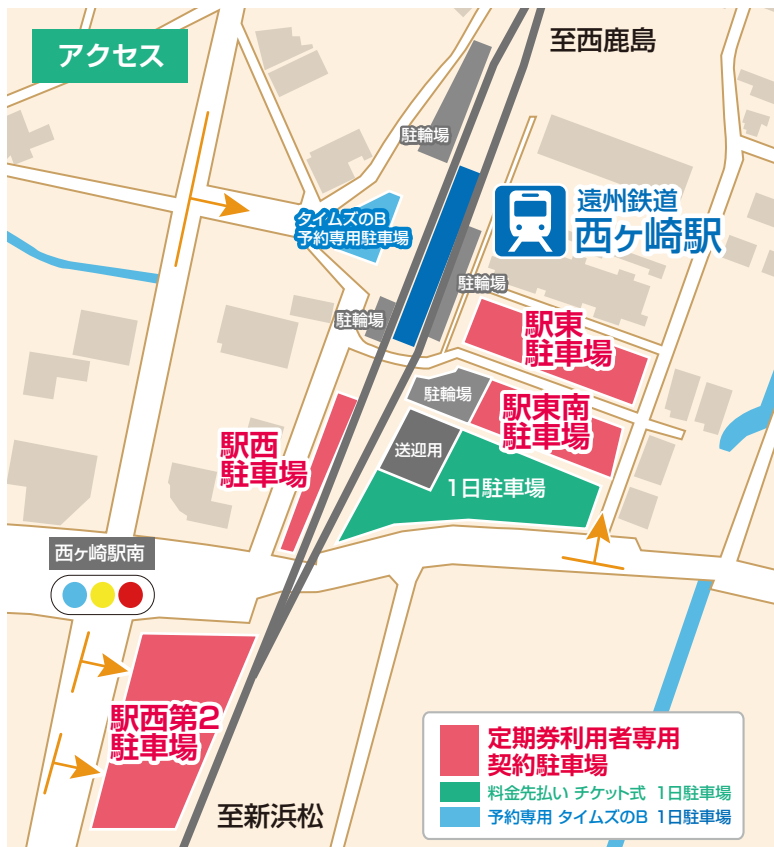 アクセス
至西鹿島
駐輪場
タイムズのB
予約専用駐車場
遠州鉄道
西ヶ崎駅
駐輪場
駐輪場
駅東
駐車場
駐輪場
駅東南
駐車場
駅西
駐車場
送迎用
1日駐車場
西ヶ崎駅南
駅西第2
駐車場
至新浜松
定期券利用者専用
契約駐車場
料金先払い チケット式 1日駐車場
予約専用 タイムズのB 1日駐車場